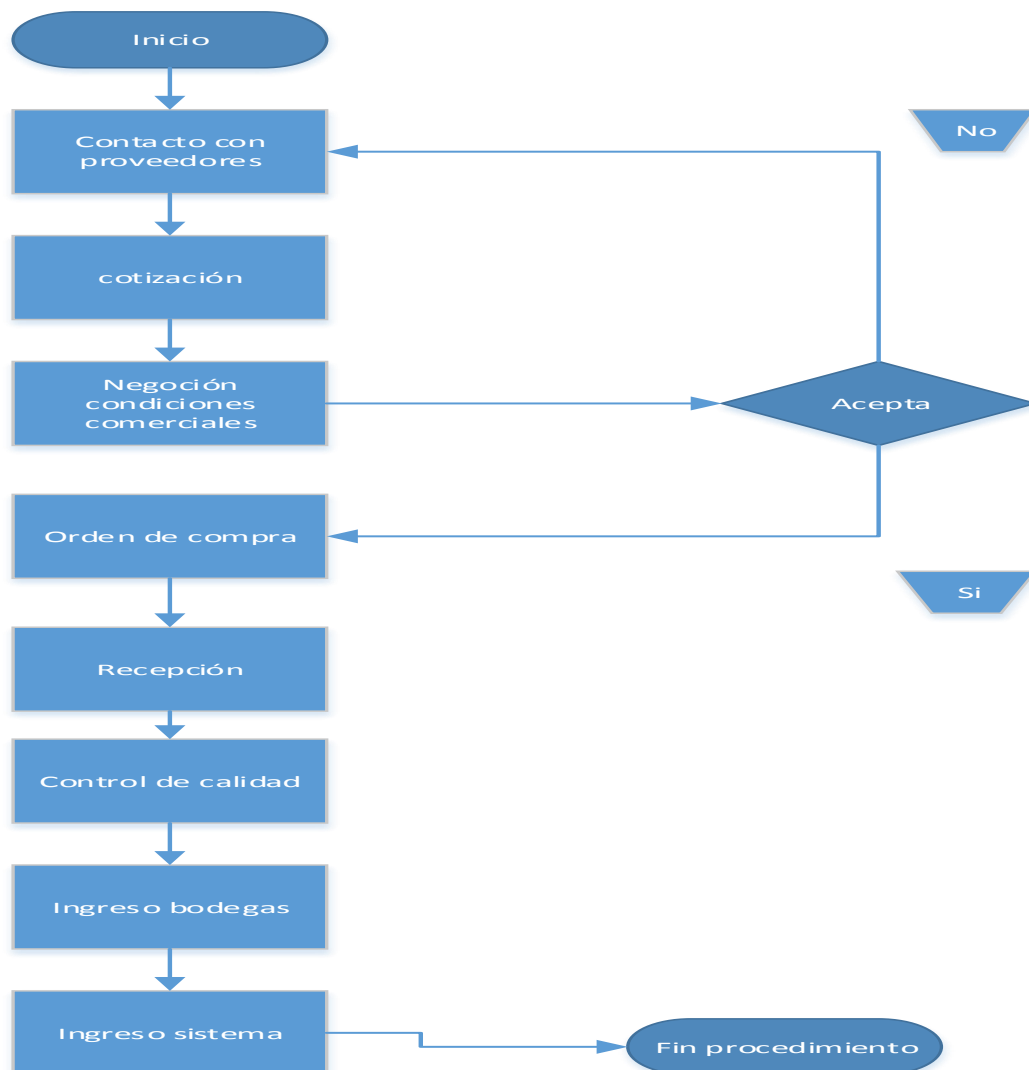 Inicio
Contacto con
proveedores
No
cotización
Negoción
condiciones
comerciales
Acepta
Orden de compra
Si
Recepción
Control de calidad
Ingreso bodegas
Ingreso sistema
Fin procedimiento